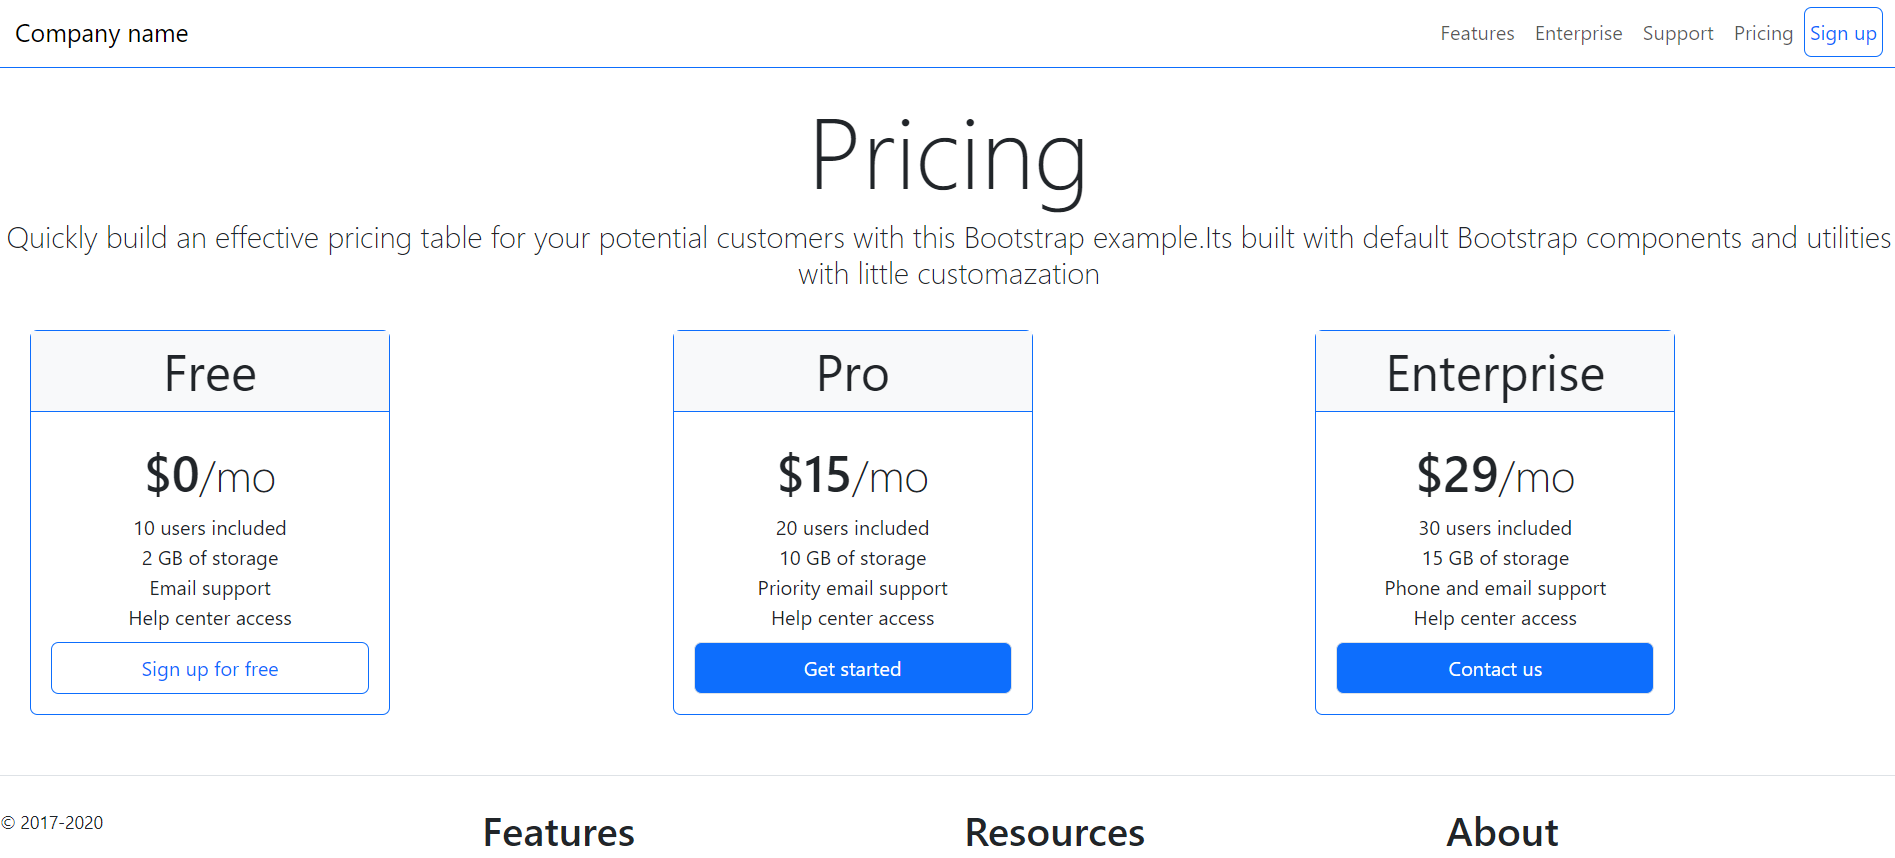 Company name
Features Enterprise Support Pricing Sign up
Pricing
Quickly build an effective pricing table for your potential customers with this Bootstrap example.Its built with default Bootstrap components and utilities
with little customazation
Free
$0/mo
10 users included
2 GB of storage
Email support
Help center access
Sign up for free
Pro
$15/mo
20 users included
10 GB of storage
Priority email support
Help center access
Get started
Enterprise
$29/mo
30 users included
15 GB of storage
Phone and email support
Help center access
Contact us
© 2017-2020
Features
Resources
About